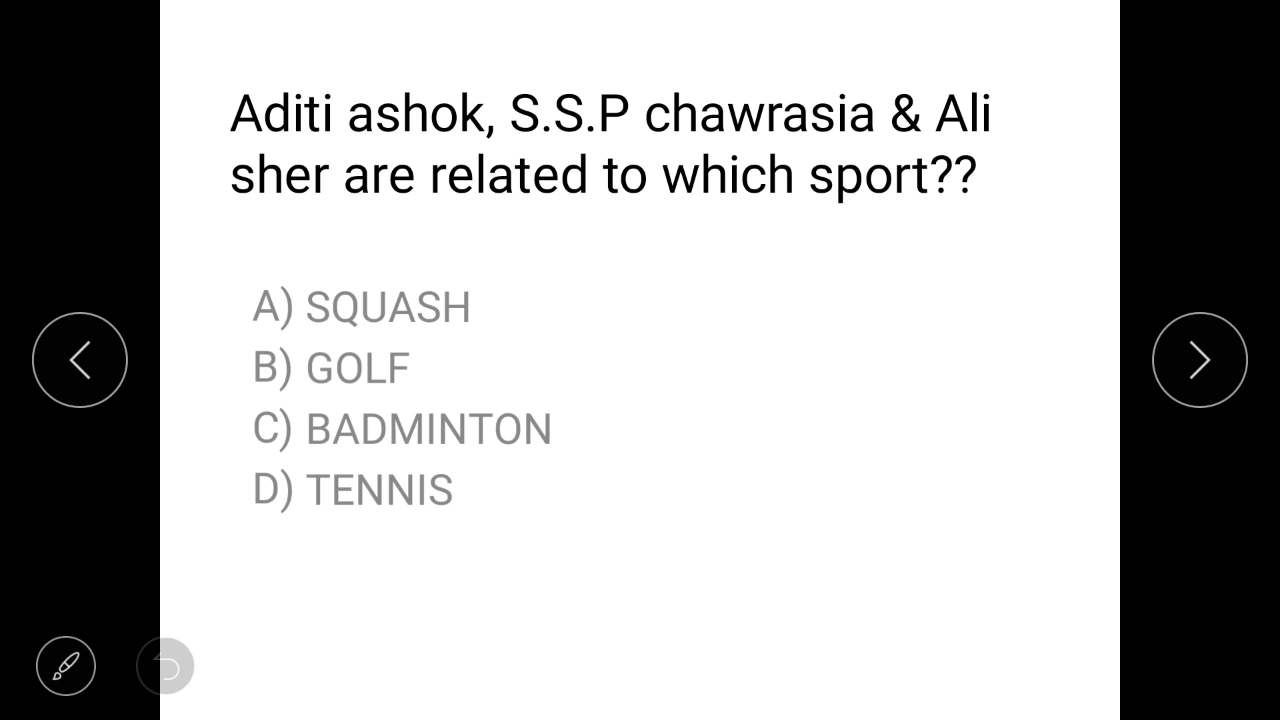 Aditi ashok, S.S.P chawrasia & Ali
sher are related to which sport??
A) SQUASH
B) GOLF
C) BADMINTON
D) TENNIS